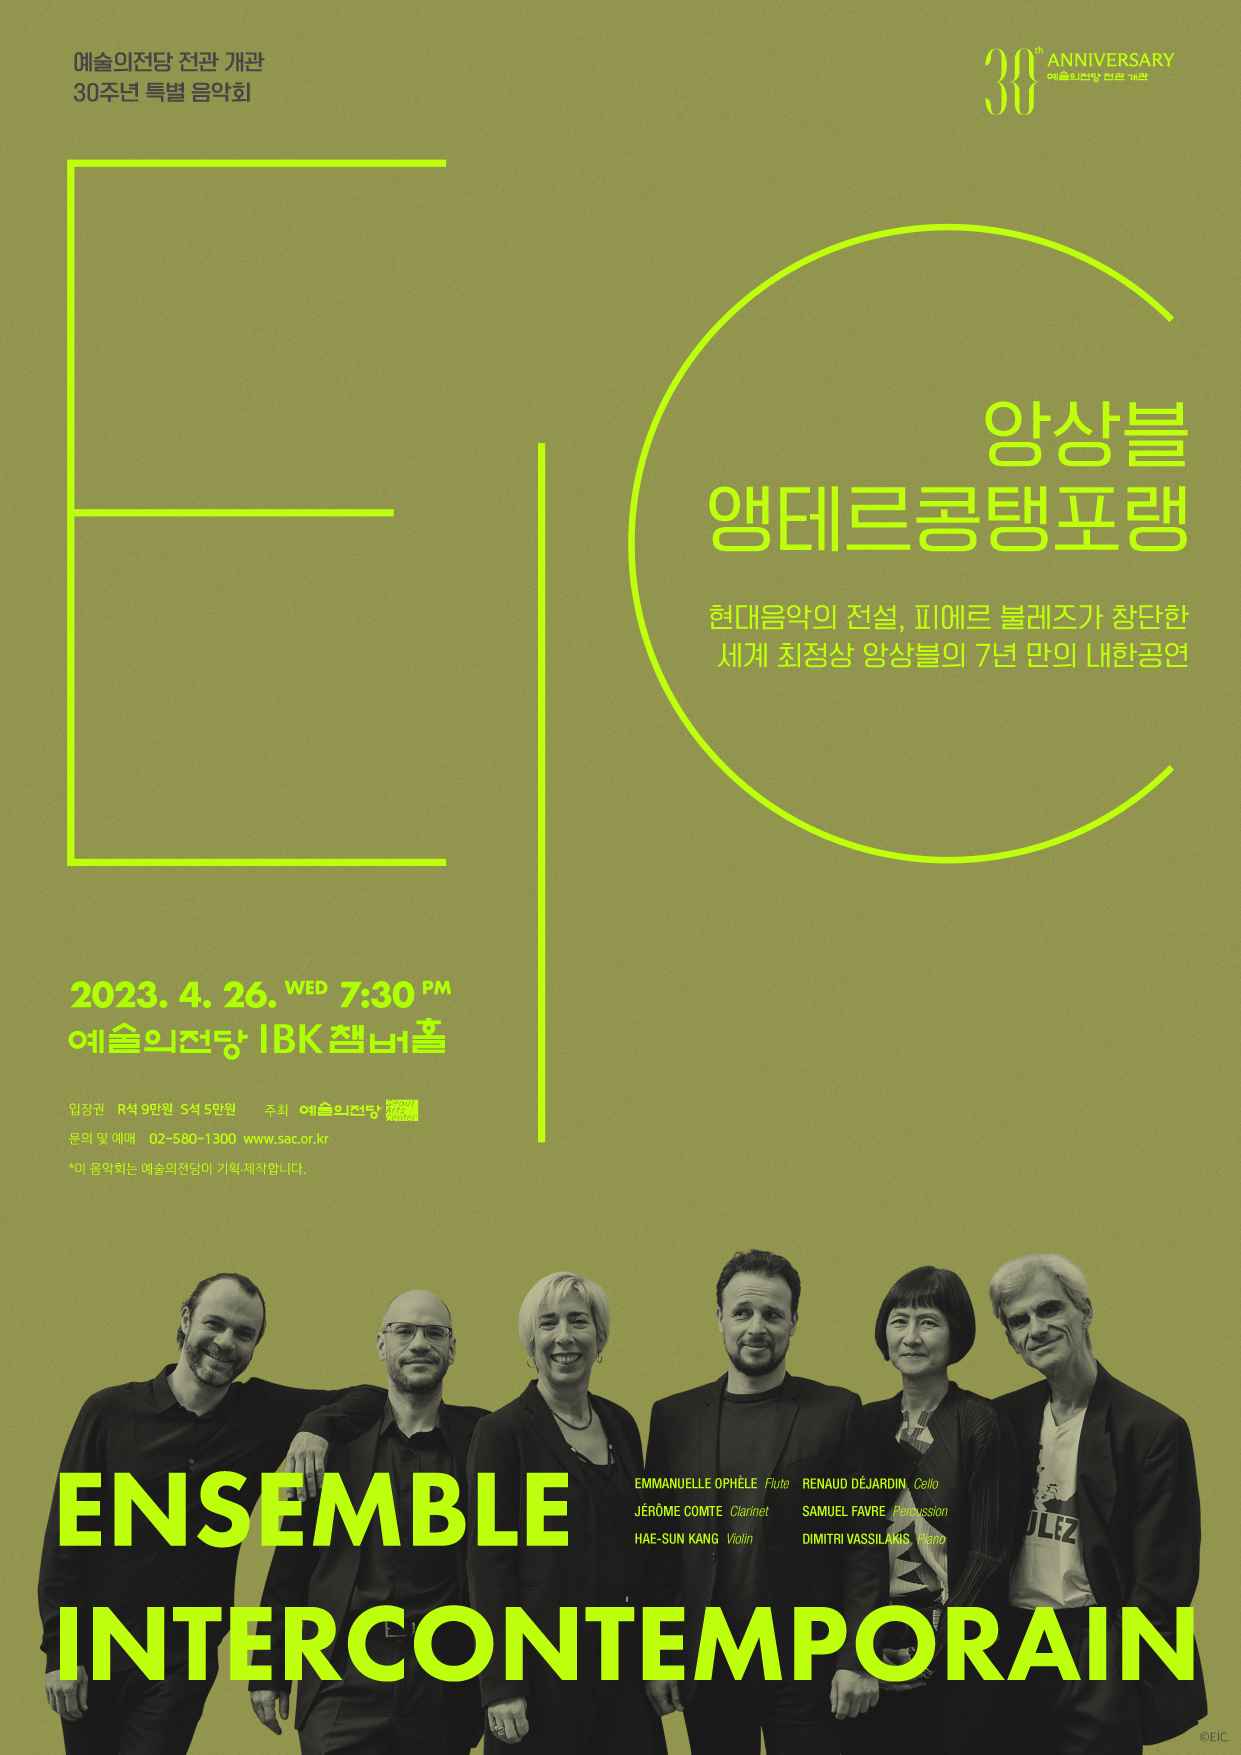 예술의전당 전관 개관
30주년 특별 음악회
30th ANNIVERSARY
예술의전당 전관 개관
EIC
앙상블
앵테르콩탱포랭
현대음악의 전설, 피에르 불레즈가 창단한
세계 최정상 앙상블의 7년 만의 내한공연
2023. 4. 26. WED 7:30 PM
예술의전당 IBK챔버홀
입장권 R석 9만원 S석 5만원 주최 예술의전당 Seoul Arts Center
문의 및 예매 02-580-1300 www.sac.or.kr
*이 음악회는 예술의전당이 기획·제작합니다.
ENSEMBLE
EMMANUELLE OPHÈLE Flute RENAUD DÉJARDIN Cello
JÉRÔME COMTE Clarinet SAMUEL FAVRE Percussion
HAE-SUN KANG Violin DIMITRI VASSILAKIS Piano
ULEZ
INTERCONTEMPORAIN
©EIC.